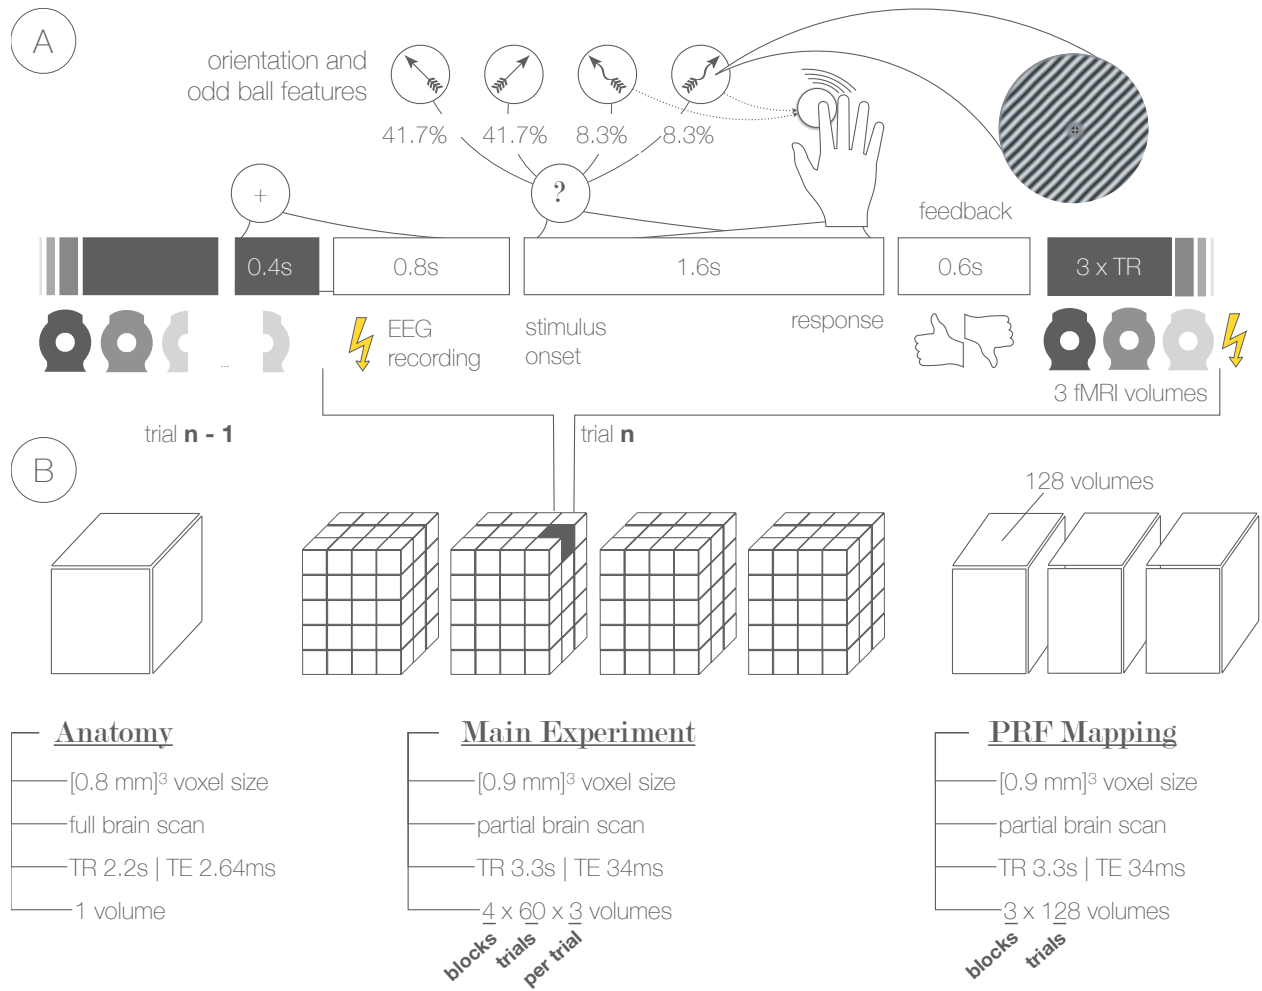 A
orientation and
odd ball features
41.7%
41.7%
8.3%
8.3%
+
?
feedback
0.4s
0.8s
1.6s
0.6s
3 x TR
EEG
recording
stimulus
onset
response
...
3 fMRI volumes
trial n - 1
trial n
B
128 volumes
Anatomy
[0.8 mm]³ voxel size
full brain scan
TR 2.2s | TE 2.64ms
1 volume
Main Experiment
[0.9 mm]³ voxel size
partial brain scan
TR 3.3s | TE 34ms
4 x 60 x 3 volumes
blocks
trials
per trial
PRF Mapping
[0.9 mm]³ voxel size
partial brain scan
TR 3.3s | TE 34ms
3 x 128 volumes
blocks
trials